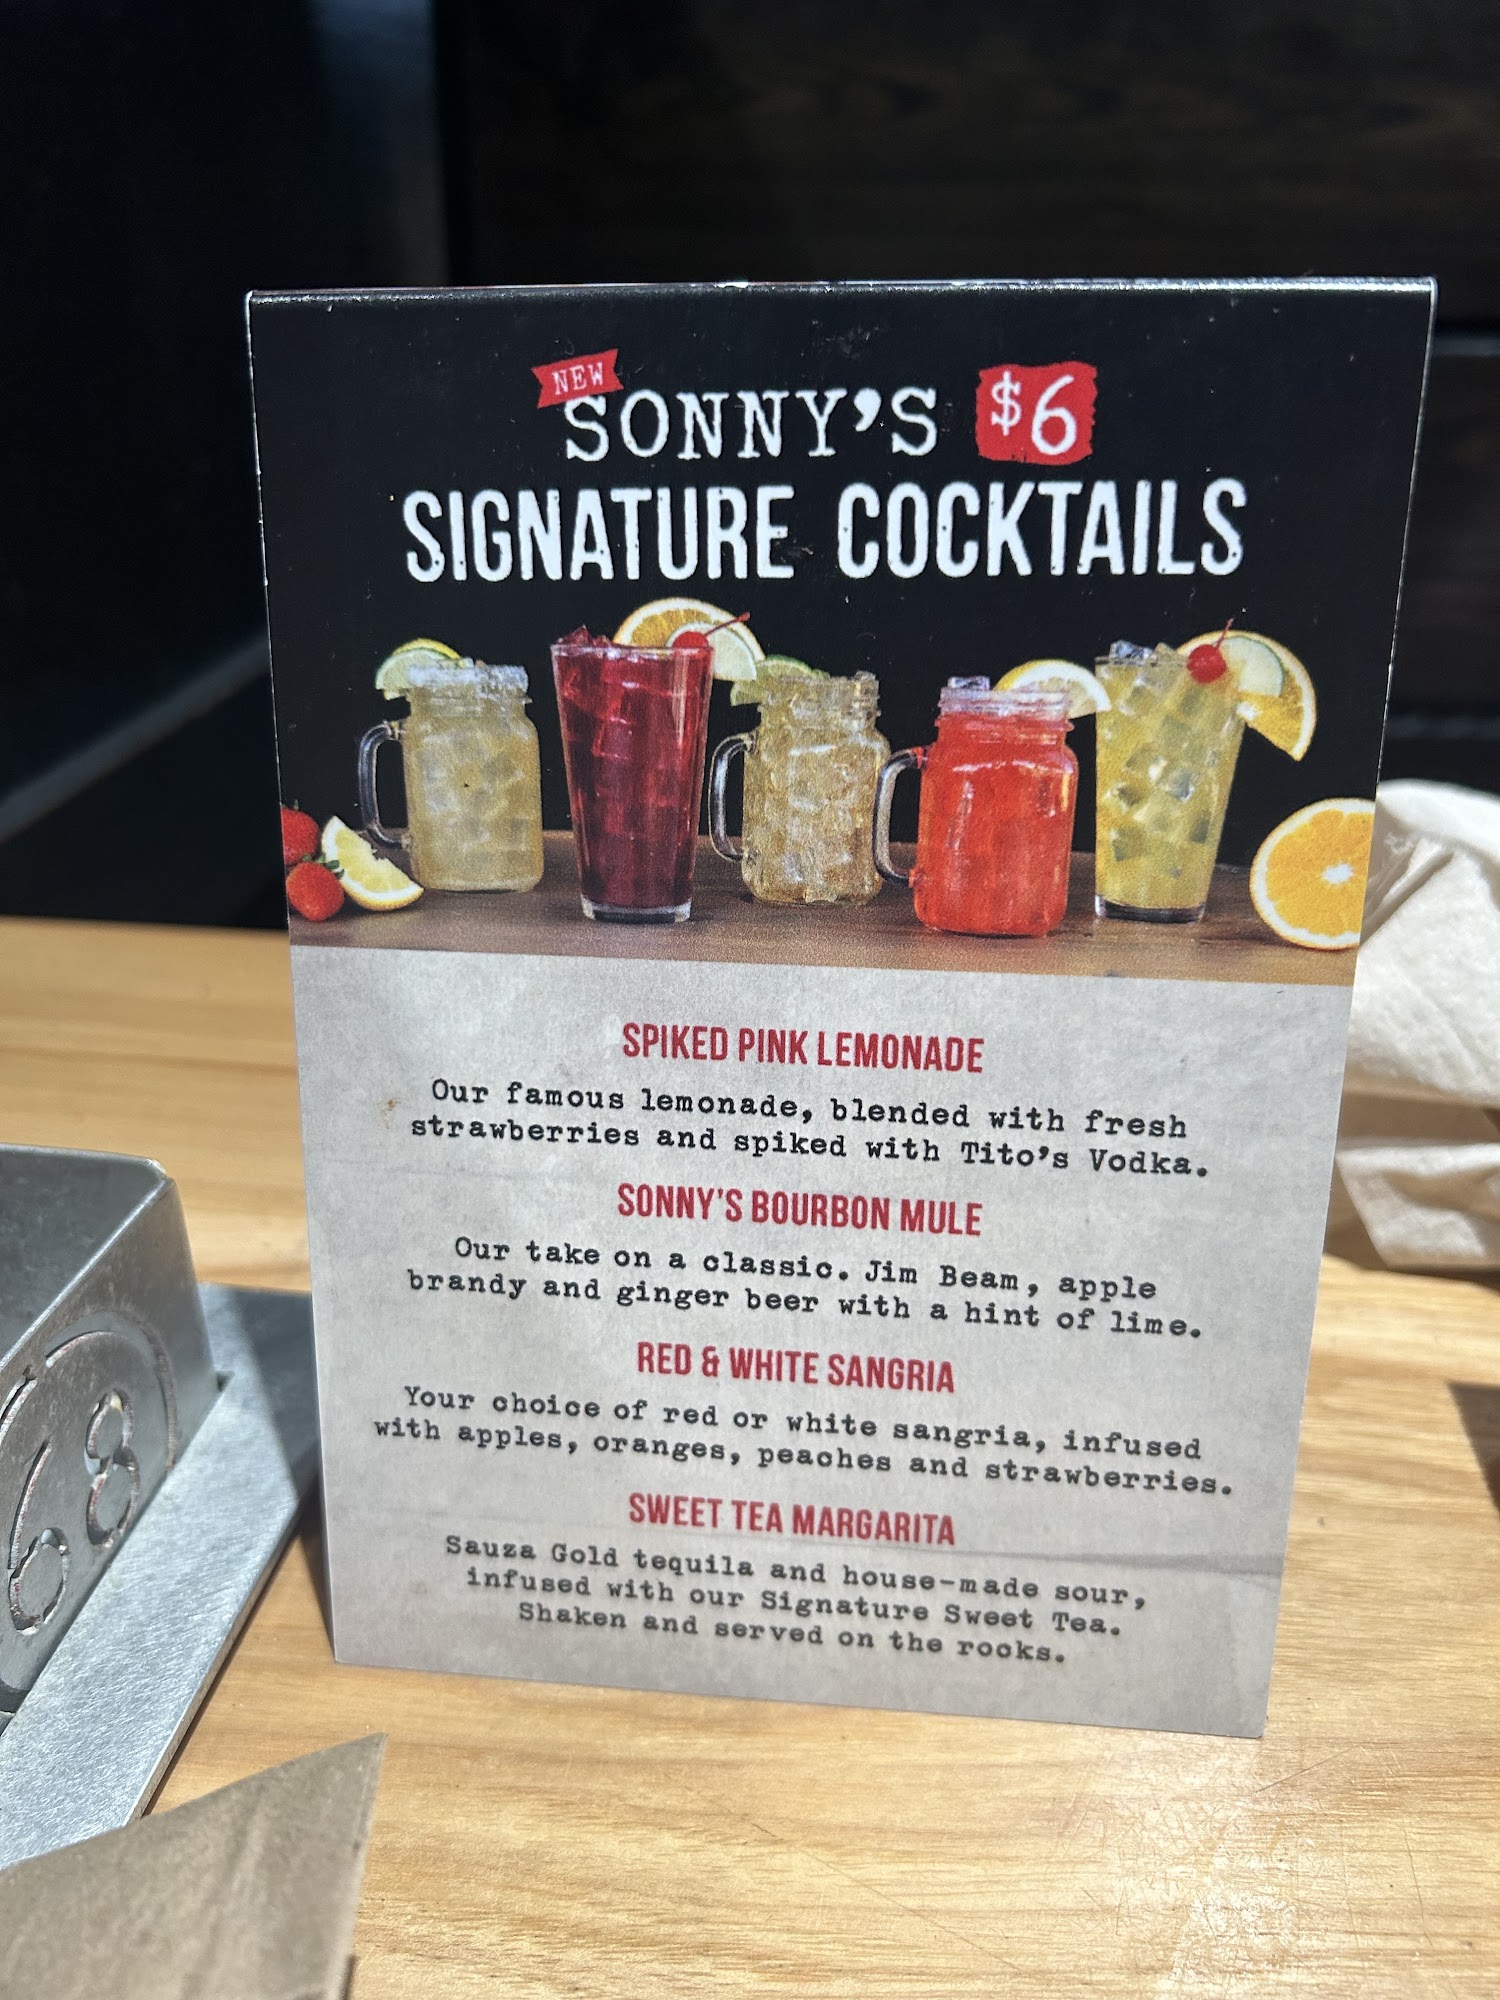 NEW
SONNY'S $6
SIGNATURE COCKTAILS
SPIKED PINK LEMONADE
Our famous lemonade, blended with fresh
strawberries and spiked with Tito's Vodka.
SONNY'S BOURBON MULE
Our take on a classic. Jim Beam, apple
brandy and ginger beer with a hint of lime.
RED & WHITE SANGRIA
Your choice of red or white sangria, infused
with apples, oranges, peaches and strawberries.
SWEET TEA MARGARITA
Sauza Gold tequila and house-made sour,
infused with our Signature Sweet Tea.
Shaken and served on the rocks.
68